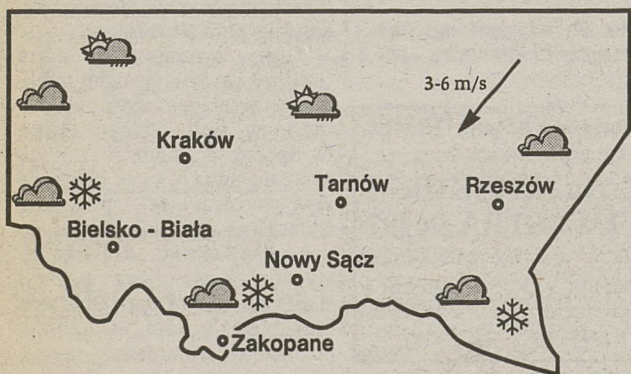 3-6 m/s
Kraków
Tarnów
Rzeszów
Bielsko - Biała
Nowy Sącz
Zakopane